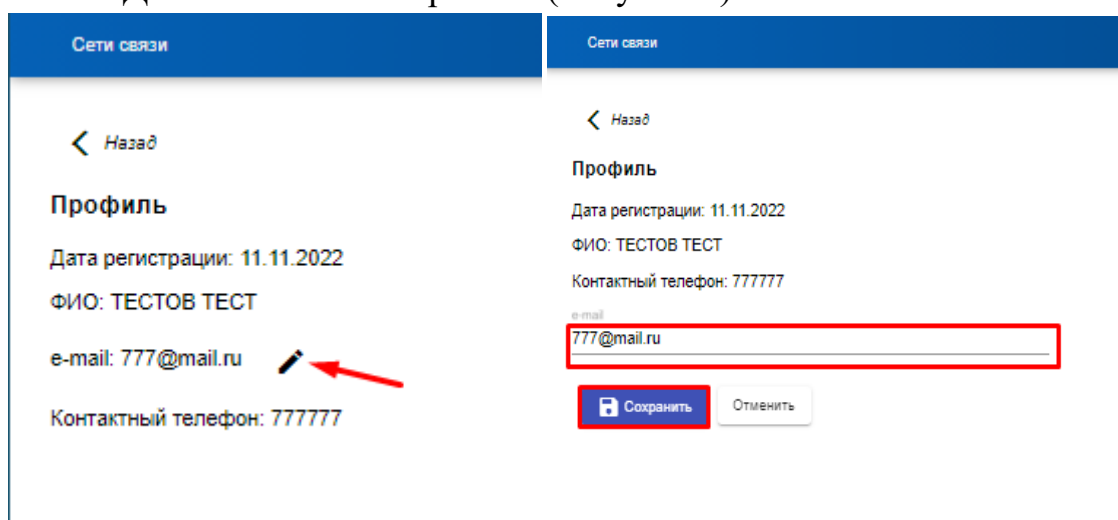 Сети связи
Назад
Профиль
Дата регистрации: 11.11.2022
ФИО: ТЕСТОВ ТЕСТ
e-mail: 777@mail.ru
Контактный телефон: 777777
Сети связи
Назад
Профиль
Дата регистрации: 11.11.2022
ФИО: ТЕСТОВ ТЕСТ
Контактный телефон: 777777
e-mail
777@mail.ru
Сохранить Отменить